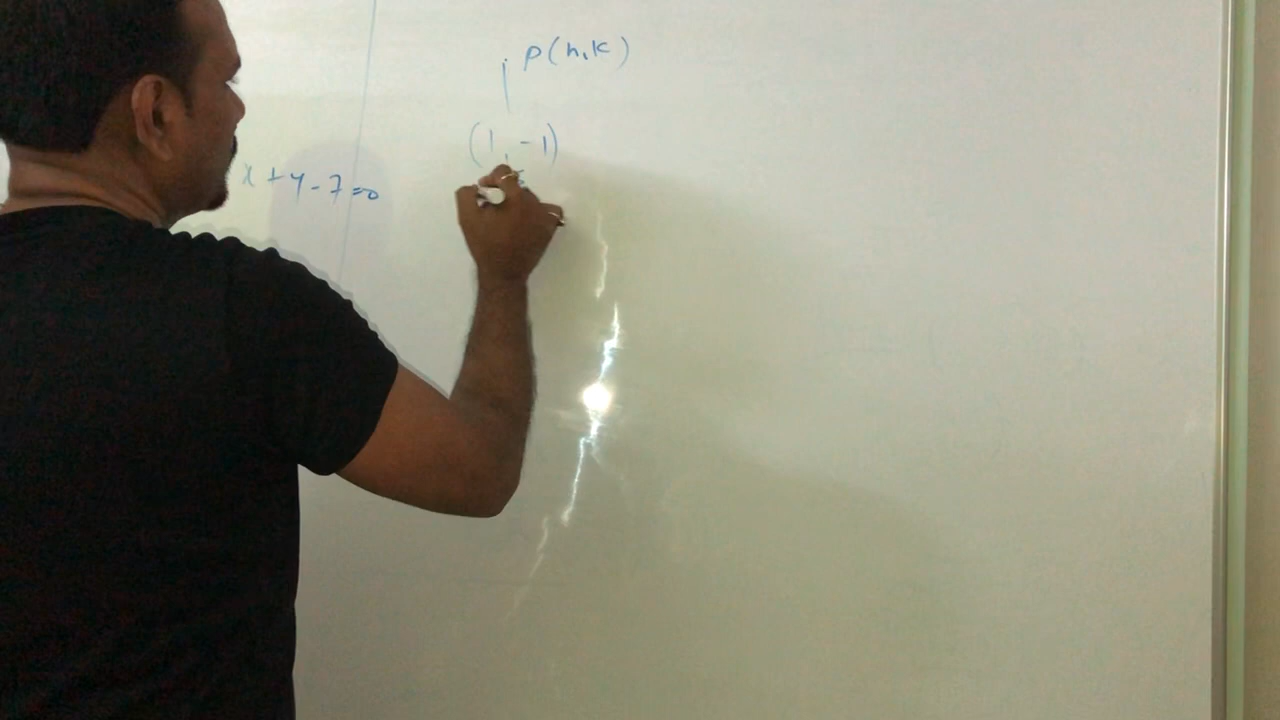 P(h,k)
(1, -1)
x+y-7=0